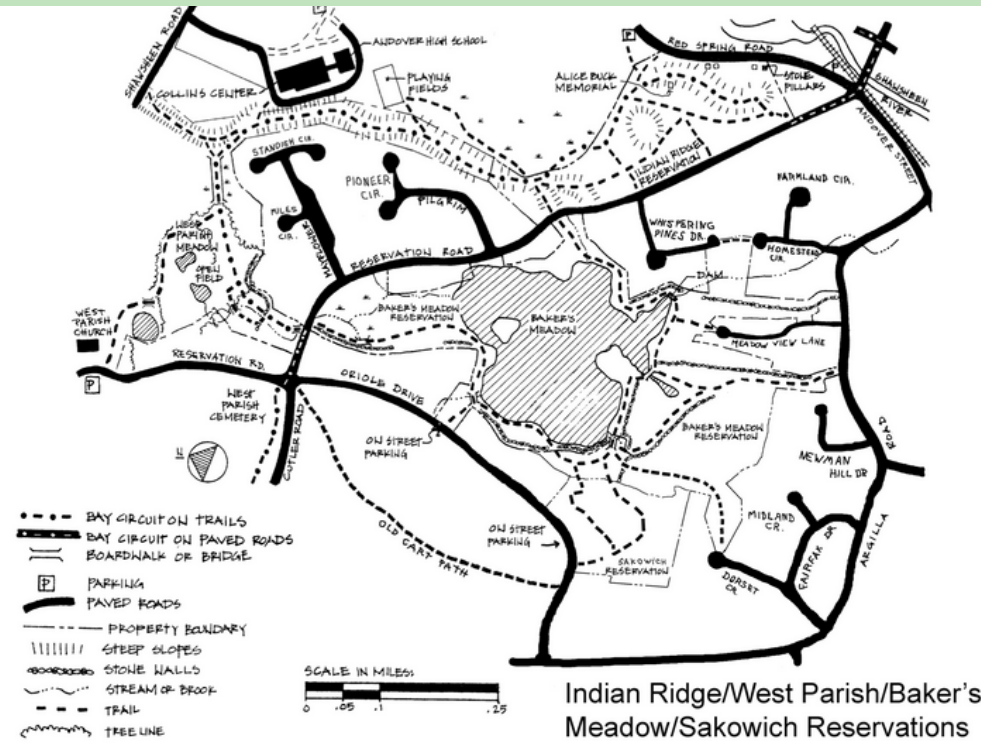 P
ANDOVER HIGH SCHOOL
SHAWSHEEN ROAD
COLLINS CENTER
PLAYING
FIELDS
P
RED SPRING ROAD
ALICE BUCK
MEMORIAL
STONE
PILLARS
P
SHAWSHEEN
RIVER
ANDOVER STREET
STANDISH CIR.
PIONEER
CIR.
PILGRIM
MILES
CIR.
MAYFLOWER
INDIAN RIDGE
RESERVATION
FARMLAND CIR.
WHISPERING
PINES DR.
HOMESTEAD
CIR.
WEST
PARISH
MEADOW
OPEN
FIELD
RESERVATION ROAD
DAM
BAKER'S MEADOW
RESERVATION
BAKER'S
MEADOW
WEST
PARISH
CHURCH
P
RESERVATION RD.
MEADOW VIEW LANE
ORIOLE DRIVE
WEST
PARISH
CEMETERY
CUTLER ROAD
ON STREET
PARKING
BAKER'S MEADOW
RESERVATION
NEWMAN
HILL DR
ROAD
N
OLD CART PATH
ON STREET
PARKING
SAKOWICH
RESERVATION
MIDLAND
CR.
FAIRFAX DR
DORSET
CR.
ARGILLA
BAY CIRCUIT ON TRAILS
BAY CIRCUIT ON PAVED ROADS
BOARDWALK OR BRIDGE
P PARKING
PAVED ROADS
PROPERTY BOUNDARY
STEEP SLOPES
STONE WALLS
STREAM OR BROOK
TRAIL
TREE LINE
SCALE IN MILES:
0 .05 .1 .25
Indian Ridge/West Parish/Baker's
Meadow/Sakowich Reservations